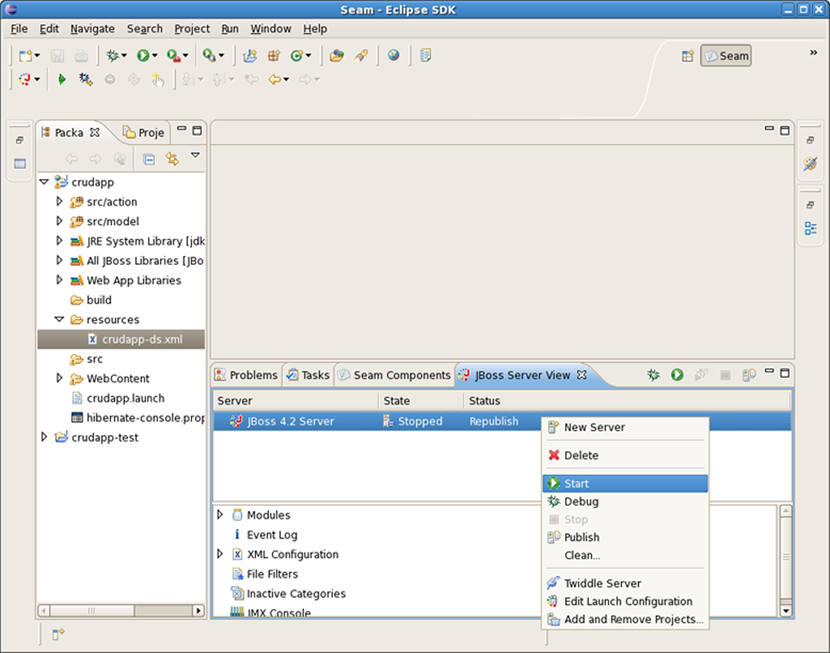 Seam - Eclipse SDK
File Edit Navigate Search Project Run Window Help
Seam
Packa Proje
crudapp
src/action
src/model
JRE System Library [jdk
All JBoss Libraries [JBo
Web App Libraries
build
resources
crudapp-ds.xml
src
WebContent
crudapp.launch
hibernate-console.prop
crudapp-test
Problems Tasks Seam Components JBoss Server View
Server State Status
JBoss 4.2 Server Stopped Republish
New Server
Delete
Start
Debug
Stop
Publish
Clean...
Twiddle Server
Edit Launch Configuration
Add and Remove Projects...
Modules
Event Log
XML Configuration
File Filters
Inactive Categories
JMX Console